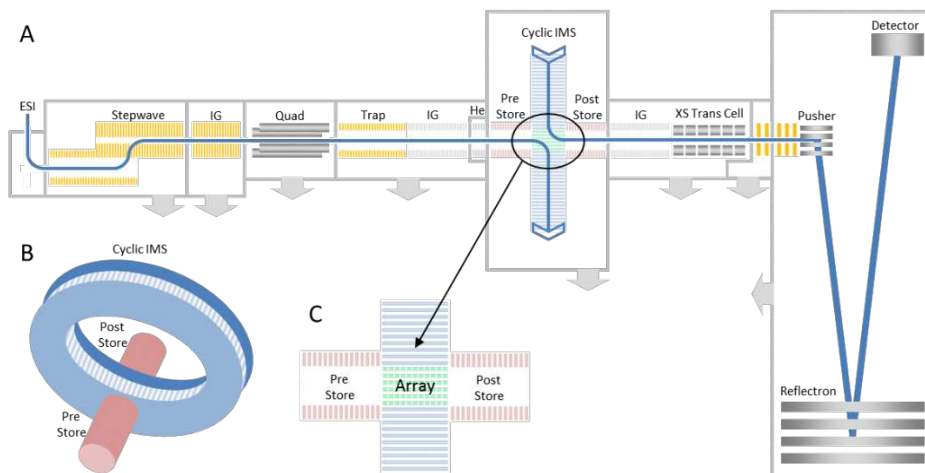 A
ESI
Stepwave
IG
Quad
Trap
IG
He
Pre
Store
Cyclic IMS
Post
Store
IG
XS Trans Cell
Pusher
Detector
Reflectron
B
Cyclic IMS
Post
Store
Pre
Store
C
Pre
Store
Array
Post
Store